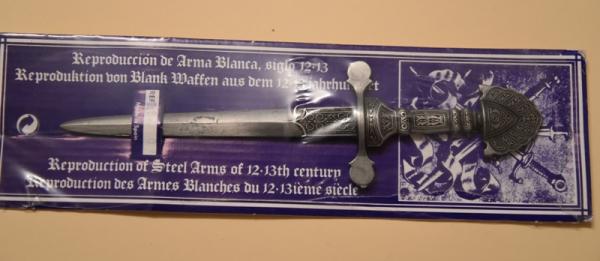 Reproducción de Arma Blanca, siglo 12·13
Reproduktion von Blank Waffen aus dem 12·13 Jahrhundert
Reproduction of Steel Arms of 12·13th century
Reproduction des Armes Blanches du 12·13ième siècle